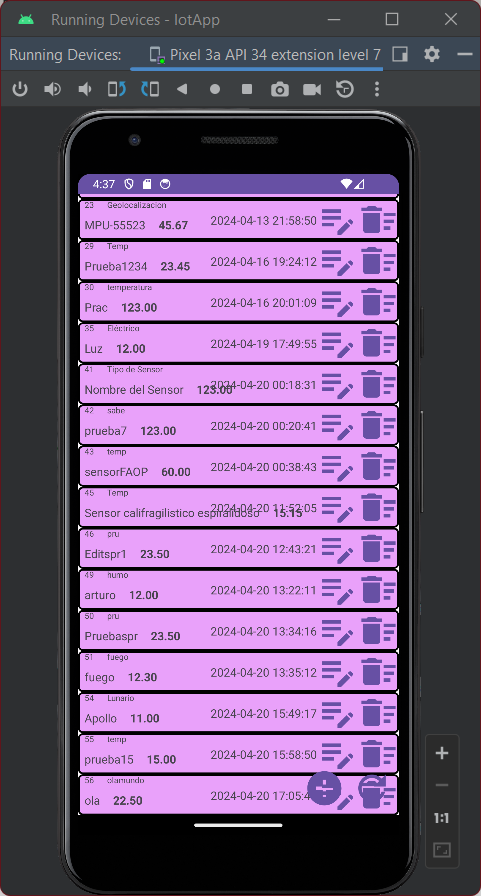 Running Devices - IotApp
Running Devices: Pixel 3a API 34 extension level 7
4:37
23 Geolocalizacion
MPU-55523 45.67 2024-04-13 21:58:50
29 Temp
Prueba1234 23.45 2024-04-16 19:24:12
30 temperatura
Prac 123.00 2024-04-16 20:01:09
35 Eléctrico
Luz 12.00 2024-04-19 17:49:55
41 Tipo de Sensor
Nombre del Sensor 123.00 2024-04-20 00:18:31
42 sabe
prueba7 123.00 2024-04-20 00:20:41
43 temp
sensorFAOP 60.00 2024-04-20 00:38:43
45 Temp
Sensor califragilistico espiralidoso 15.15 2024-04-20 11:52:05
46 pru
Editspr1 23.50 2024-04-20 12:43:21
49 humo
arturo 12.00 2024-04-20 13:22:11
50 pru
Pruebaspr 23.50 2024-04-20 13:34:16
51 fuego
fuego 12.30 2024-04-20 13:35:12
54 Lunario
Apollo 11.00 2024-04-20 15:49:17
55 temp
prueba15 15.00 2024-04-20 15:58:50
56 olamundo
ola 22.50 2024-04-20 17:05:4
1:1